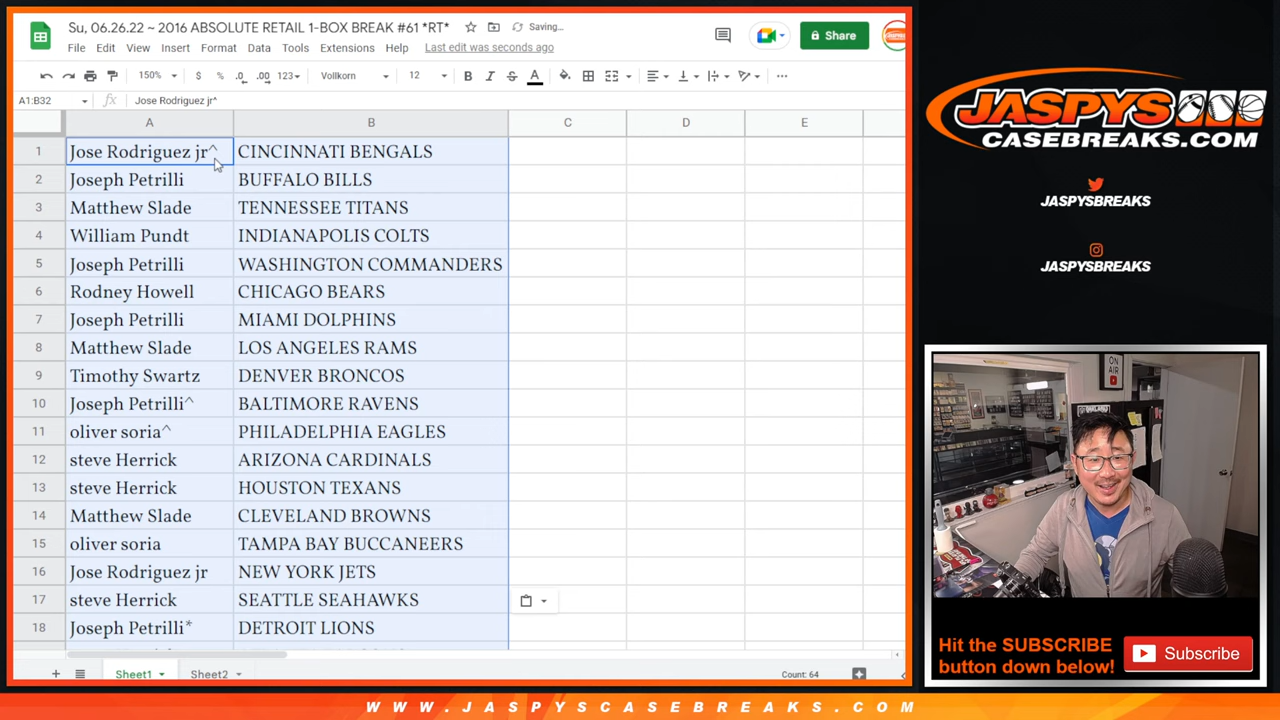 Su, 06.26.22 ~ 2016 ABSOLUTE RETAIL 1-BOX BREAK #61 *RT*
Saving...
File Edit View Insert Format Data Tools Extensions Help Last edit was seconds ago
Share
150% $ % .0 .00 123 Vollkorn 12 B I S A
A1:B32 fx Jose Rodriguez jr^
A B C D E
1 Jose Rodriguez jr^ CINCINNATI BENGALS
2 Joseph Petrilli BUFFALO BILLS
3 Matthew Slade TENNESSEE TITANS
4 William Pundt INDIANAPOLIS COLTS
5 Joseph Petrilli WASHINGTON COMMANDERS
6 Rodney Howell CHICAGO BEARS
7 Joseph Petrilli MIAMI DOLPHINS
8 Matthew Slade LOS ANGELES RAMS
9 Timothy Swartz DENVER BRONCOS
10 Joseph Petrilli^ BALTIMORE RAVENS
11 oliver soria^ PHILADELPHIA EAGLES
12 steve Herrick ARIZONA CARDINALS
13 steve Herrick HOUSTON TEXANS
14 Matthew Slade CLEVELAND BROWNS
15 oliver soria TAMPA BAY BUCCANEERS
16 Jose Rodriguez jr NEW YORK JETS
17 steve Herrick SEATTLE SEAHAWKS
18 Joseph Petrilli* DETROIT LIONS
Sheet1 Sheet2 Count: 64
JASPYS
CASEBREAKS.COM
JASPYSBREAKS
JASPYSBREAKS
ON
AIR
Hit the SUBSCRIBE
button down below!
Subscribe
WWW.JASPYSCASEBREAKS.COM